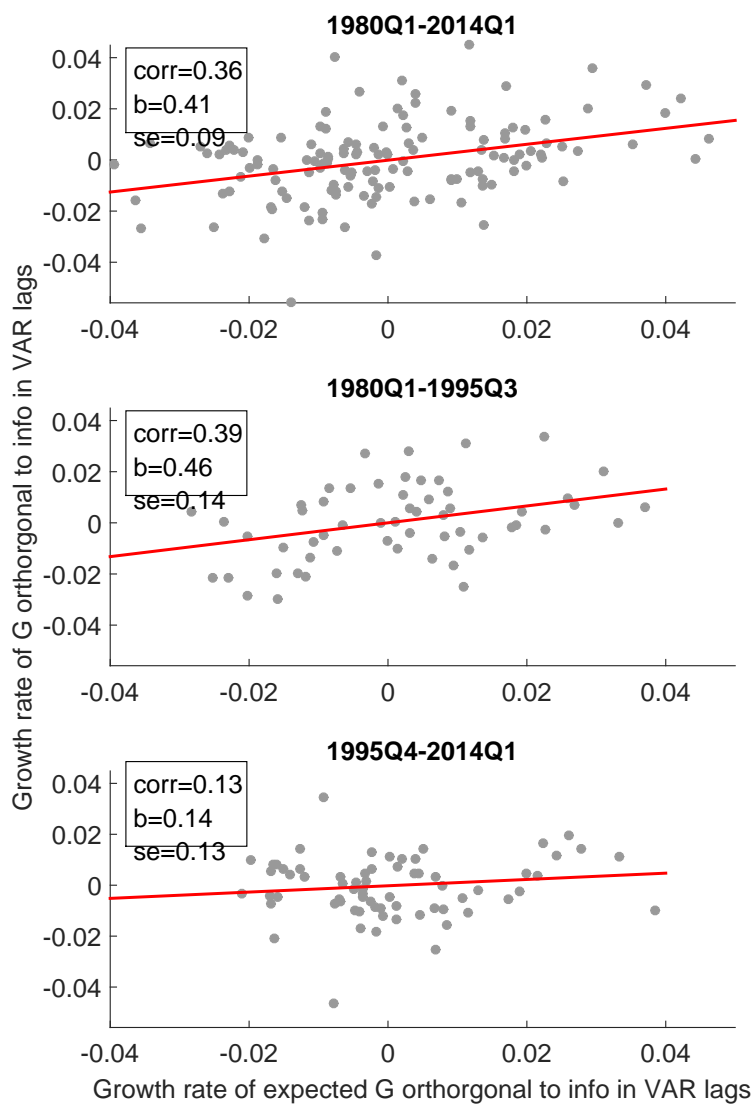 1980Q1-2014Q1
corr=0.36
b=0.41
se=0.09
0.04
0.02
0
-0.02
-0.04
-0.04
-0.02
0
0.02
0.04
1980Q1-1995Q3
corr=0.39
b=0.46
se=0.14
0.04
0.02
0
-0.02
-0.04
-0.04
-0.02
0
0.02
0.04
1995Q4-2014Q1
corr=0.13
b=0.14
se=0.13
0.04
0.02
0
-0.02
-0.04
-0.04
-0.02
0
0.02
0.04
Growth rate of G orthorgonal to info in VAR lags
Growth rate of expected G orthorgonal to info in VAR lags